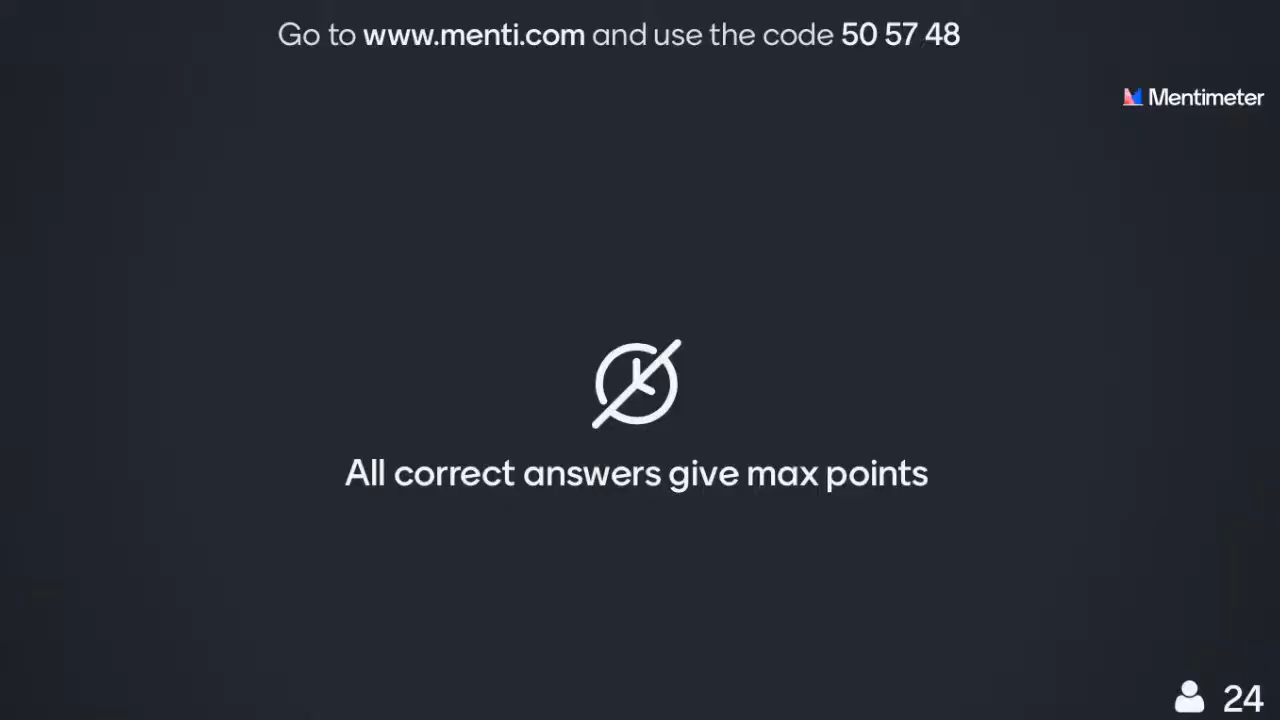 Go to www.menti.com and use the code 50 57 48
Mentimeter
All correct answers give max points
24